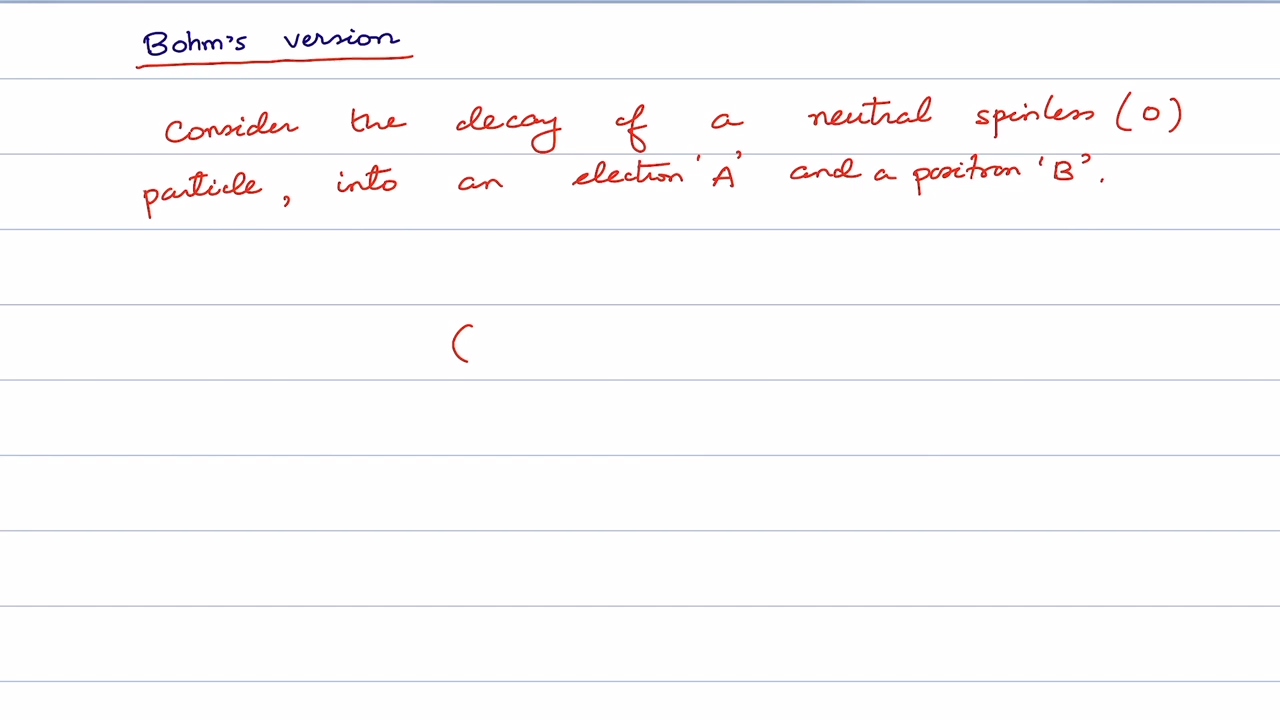 Bohm's version
Consider the decay of a neutral spinless (0)
particle, into an electron 'A' and a positron 'B'.
(